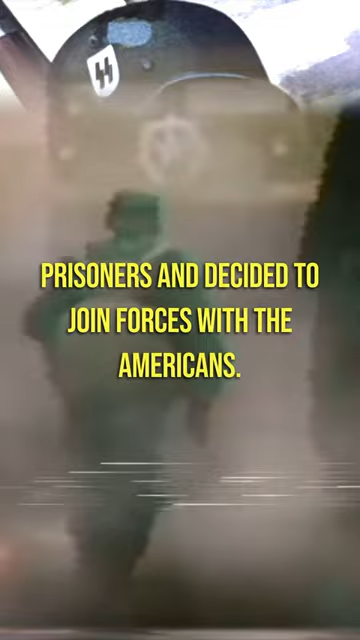 PRISONERS AND DECIDED TO
JOIN FORCES WITH THE
AMERICANS.